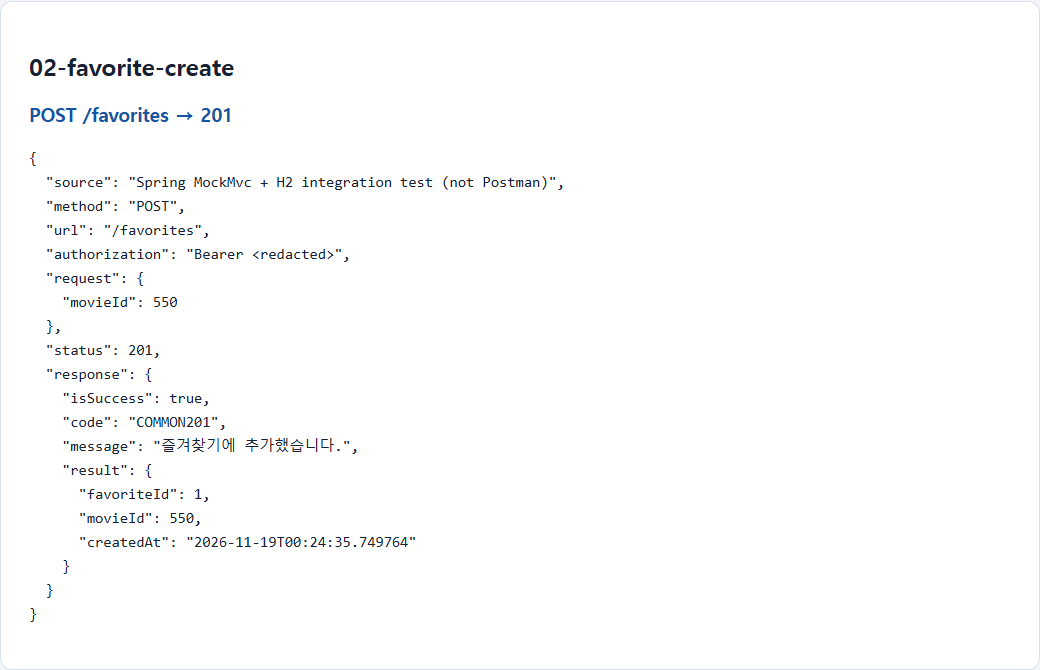 02-favorite-create
POST /favorites → 201
{
  "source": "Spring MockMvc + H2 integration test (not Postman)",
  "method": "POST",
  "url": "/favorites",
  "authorization": "Bearer <redacted>",
  "request": {
    "movieId": 550
  },
  "status": 201,
  "response": {
    "isSuccess": true,
    "code": "COMMON201",
    "message": "즐겨찾기에 추가했습니다.",
    "result": {
      "favoriteId": 1,
      "movieId": 550,
      "createdAt": "2026-11-19T00:24:35.749764"
    }
  }
}